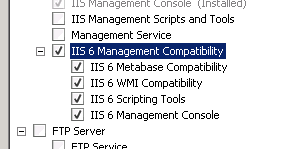 IIS Management Console (Installed)
IIS Management Scripts and Tools
Management Service
IIS 6 Management Compatibility
IIS 6 Metabase Compatibility
IIS 6 WMI Compatibility
IIS 6 Scripting Tools
IIS 6 Management Console
FTP Server
FTP Service